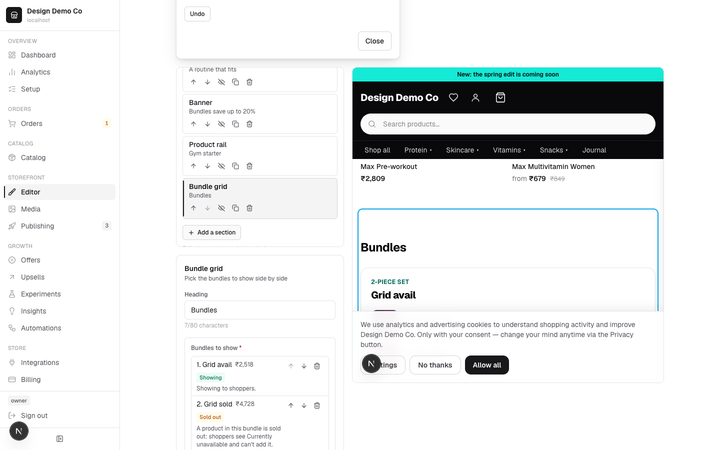 Design Demo Co
localhost
OVERVIEW
Dashboard
Analytics
Setup
ORDERS
Orders 1
CATALOG
Catalog
STOREFRONT
Editor
Media
Publishing 3
GROWTH
Offers
Upsells
Experiments
Insights
Automations
STORE
Integrations
Billing
owner
Sign out
N
Undo
Close
A routine that fits
Banner
Bundles save up to 20%
Product rail
Gym starter
Bundle grid
Bundles
Add a section
Bundle grid
Pick the bundles to show side by side
Heading
Bundles
7/80 characters
Bundles to show *
1. Grid avail ₹2,518
Showing
Showing to shoppers.
2. Grid sold ₹4,728
Sold out
A product in this bundle is sold
out; shoppers see Currently
unavailable and can't add it.
New: the spring edit is coming soon
Design Demo Co
Search products...
Shop all Protein Skincare Vitamins Snacks Journal
Max Pre-workout
₹2,809
Max Multivitamin Women
from ₹679 ₹849
Bundles
2-PIECE SET
Grid avail
We use analytics and advertising cookies to understand shopping activity and improve
Design Demo Co. Only with your consent — change your mind anytime via the Privacy
button.
N
No thanks
Allow all